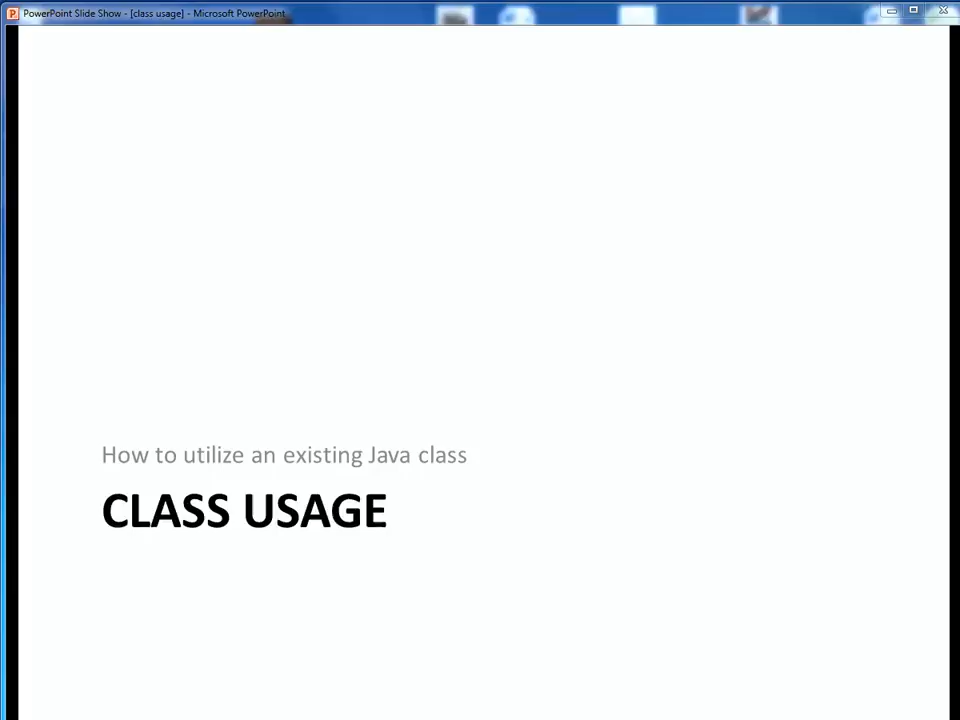 PowerPoint Slide Show - [class usage] - Microsoft PowerPoint
How to utilize an existing Java class
CLASS USAGE